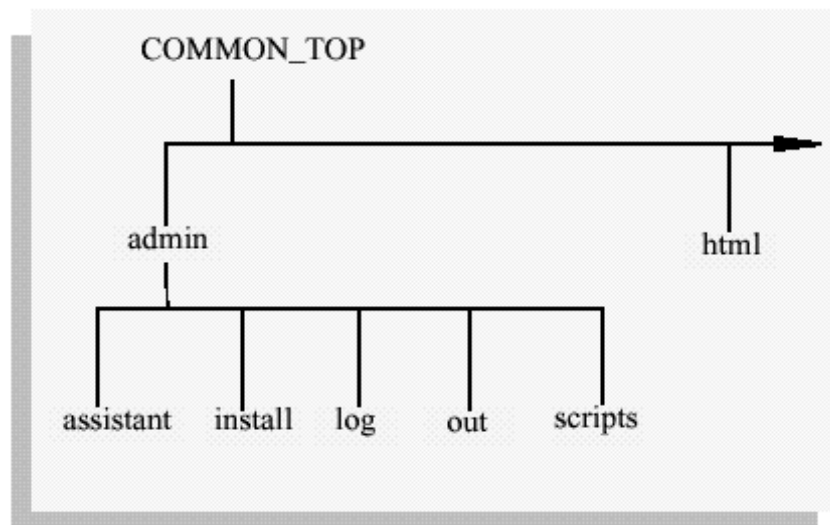 COMMON_TOP
admin
html
assistant
install
log
out
scripts